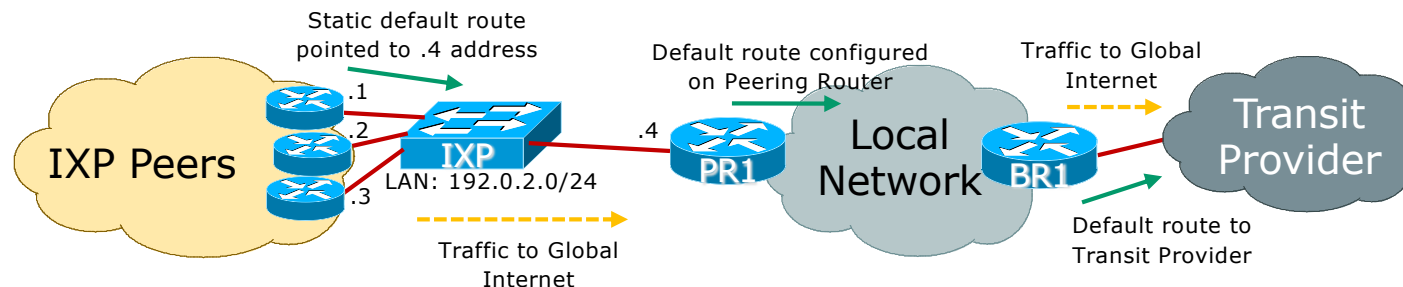 Static default route
pointed to .4 address
Default route configured
on Peering Router
Traffic to Global
Internet
.1
.2
.3
.4
IXP Peers
IXP
LAN: 192.0.2.0/24
PR1
Local
Network
BR1
Transit
Provider
Traffic to Global
Internet
Default route to
Transit Provider